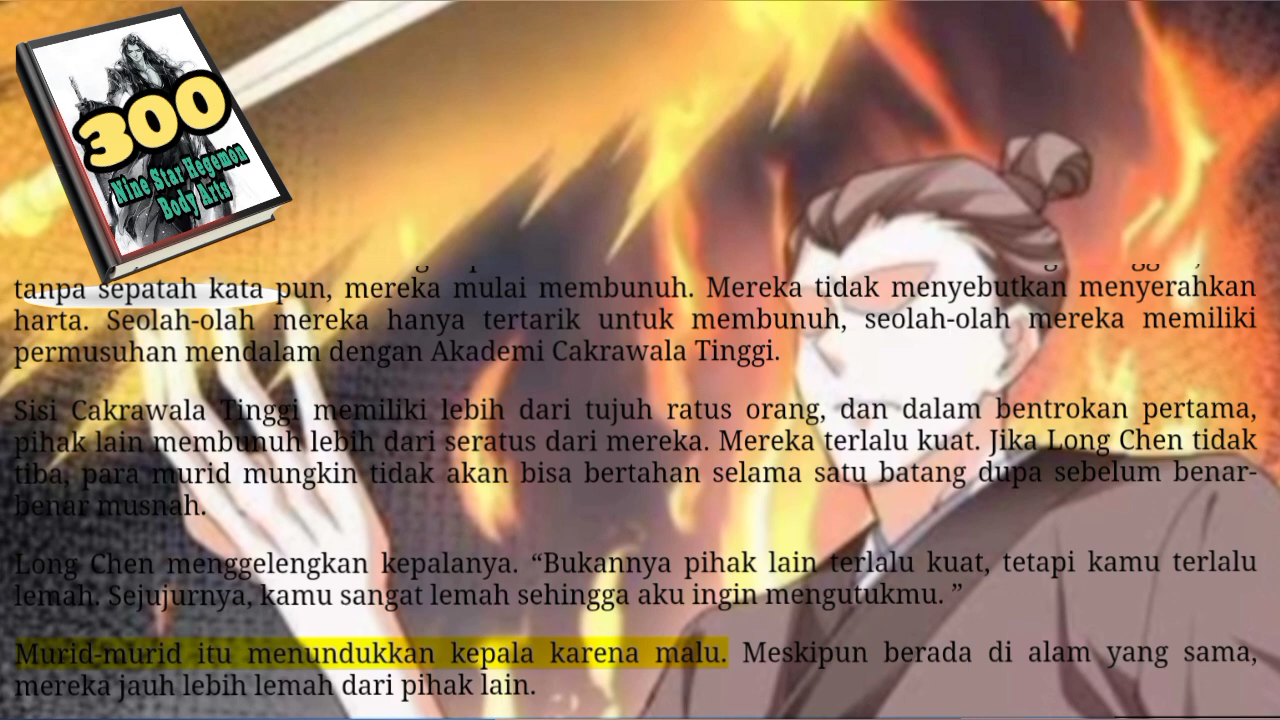 300
Nine Star Hegemon
Body Arts
tanpa sepatah kata pun, mereka mulai membunuh. Mereka tidak menyebutkan menyerahkan
harta. Seolah-olah mereka hanya tertarik untuk membunuh, seolah-olah mereka memiliki
permusuhan mendalam dengan Akademi Cakrawala Tinggi.
Sisi Cakrawala Tinggi memiliki lebih dari tujuh ratus orang, dan dalam bentrokan pertama,
pihak lain membunuh lebih dari seratus dari mereka. Mereka terlalu kuat. Jika Long Chen tidak
tiba, para murid mungkin tidak akan bisa bertahan selama satu batang dupa sebelum benar-
benar musnah.
Long Chen menggelengkan kepalanya. “Bukannya pihak lain terlalu kuat, tetapi kamu terlalu
lemah. Sejujurnya, kamu sangat lemah sehingga aku ingin mengutukmu. ”
Murid-murid itu menundukkan kepala karena malu. Meskipun berada di alam yang sama,
mereka jauh lebih lemah dari pihak lain.